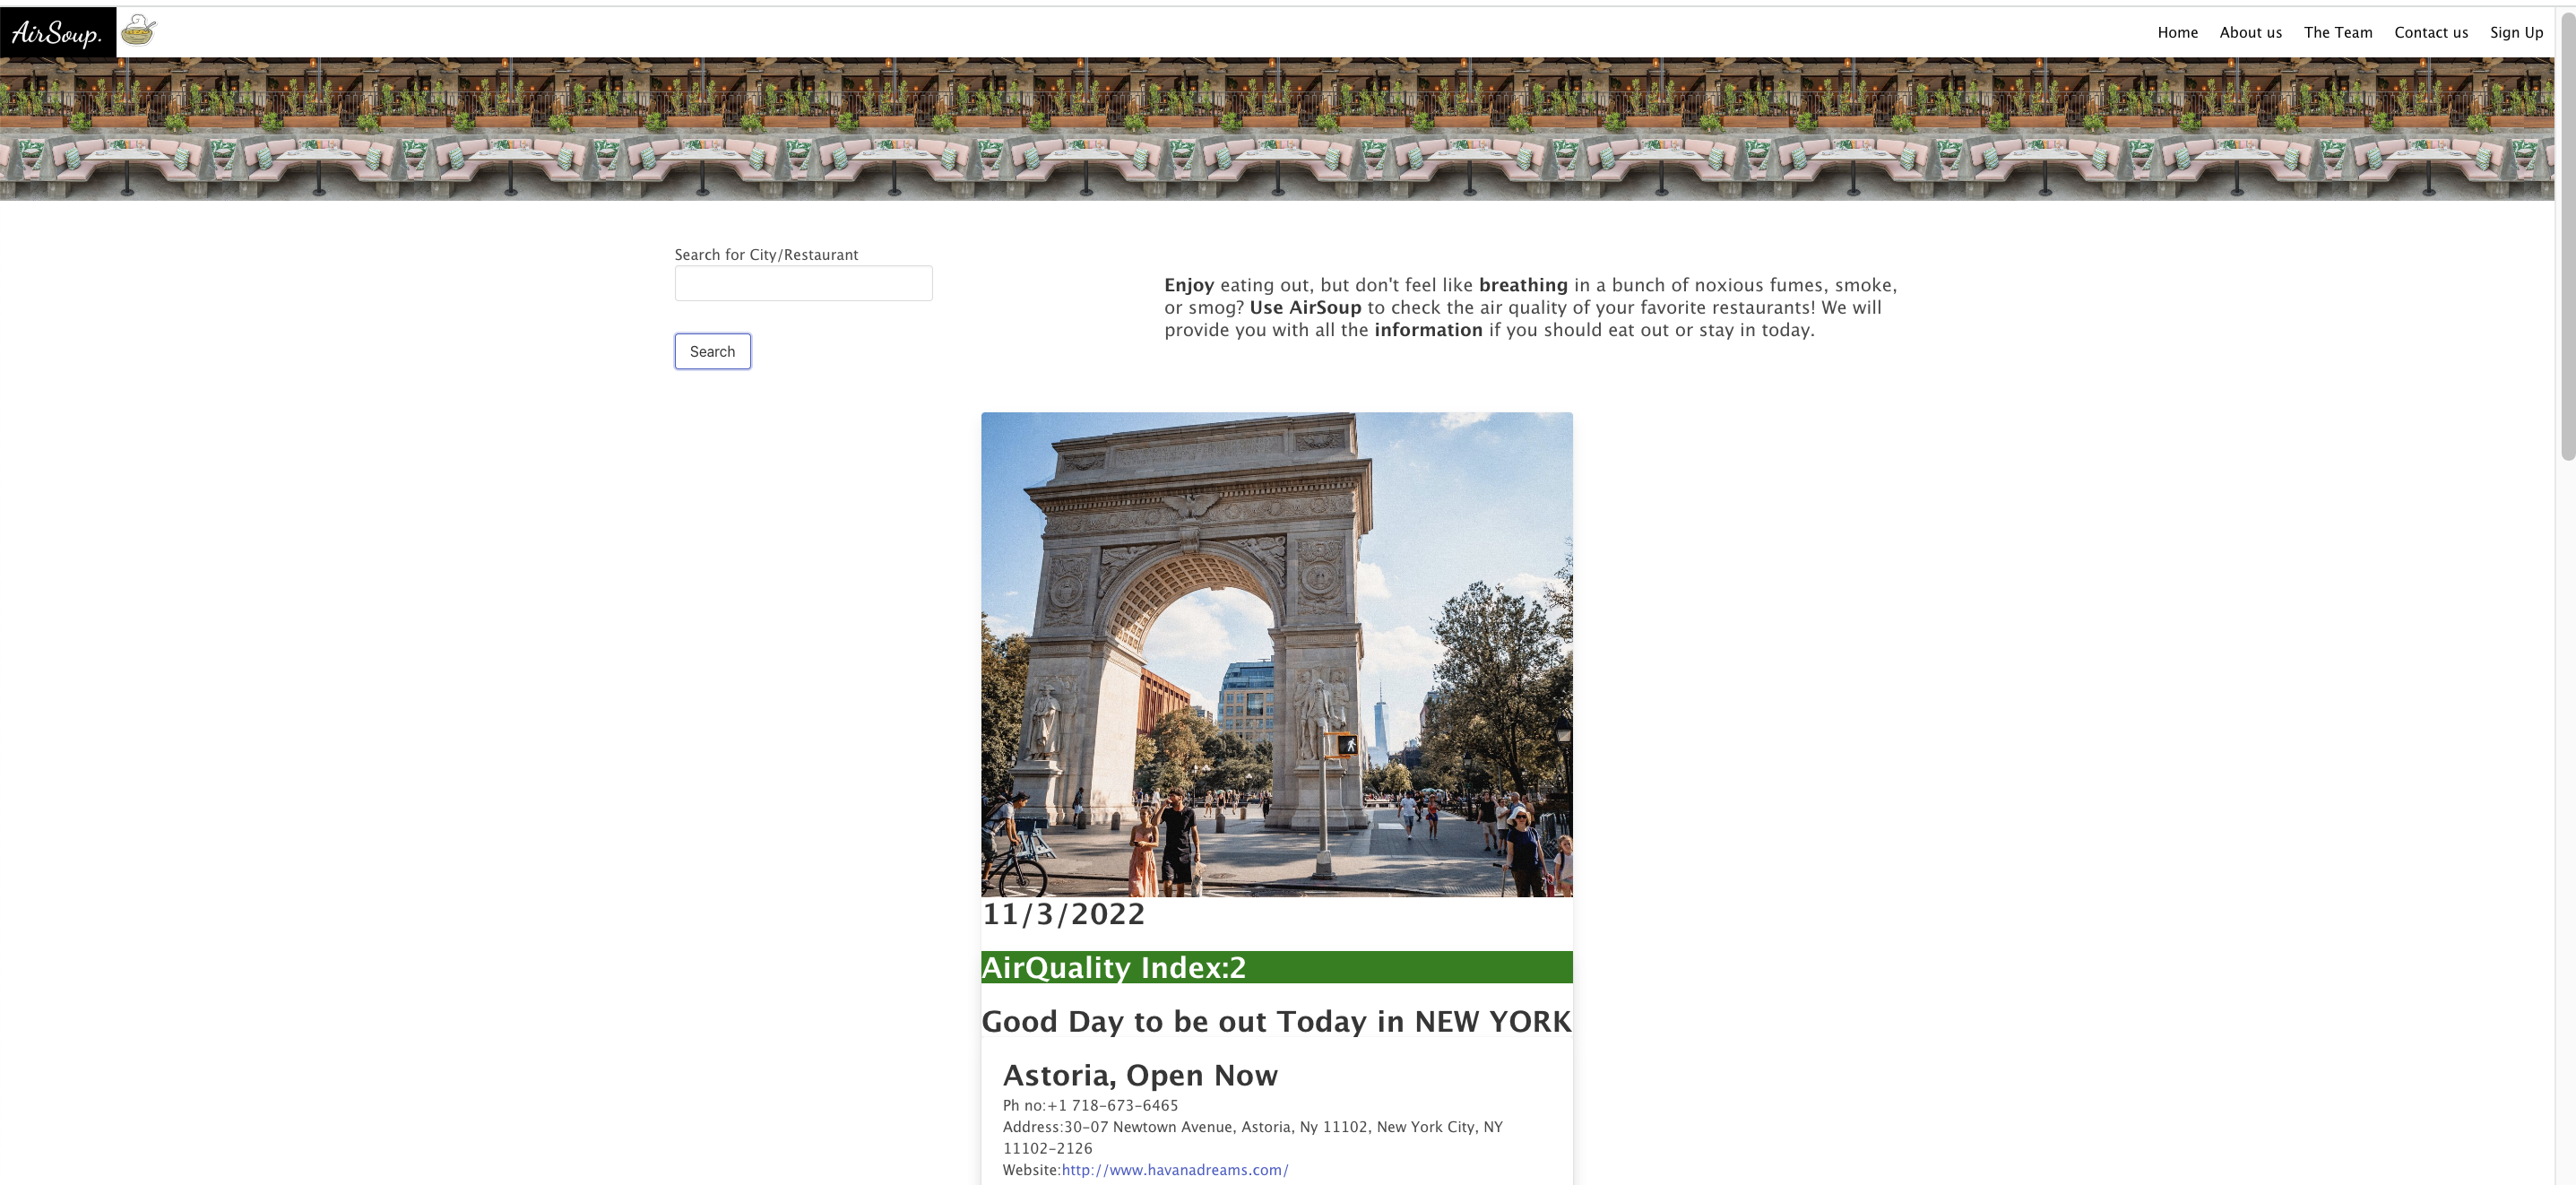 AirSoup.
Home About us The Team Contact us Sign Up
Search for City/Restaurant
Search
Enjoy eating out, but don't feel like breathing in a bunch of noxious fumes, smoke,
or smog? Use AirSoup to check the air quality of your favorite restaurants! We will
provide you with all the information if you should eat out or stay in today.
11/3/2022
AirQuality Index:2
Good Day to be out Today in NEW YORK
Astoria, Open Now
Ph no:+1 718-673-6465
Address:30-07 Newtown Avenue, Astoria, Ny 11102, New York City, NY
11102-2126
Website:http://www.havanadreams.com/